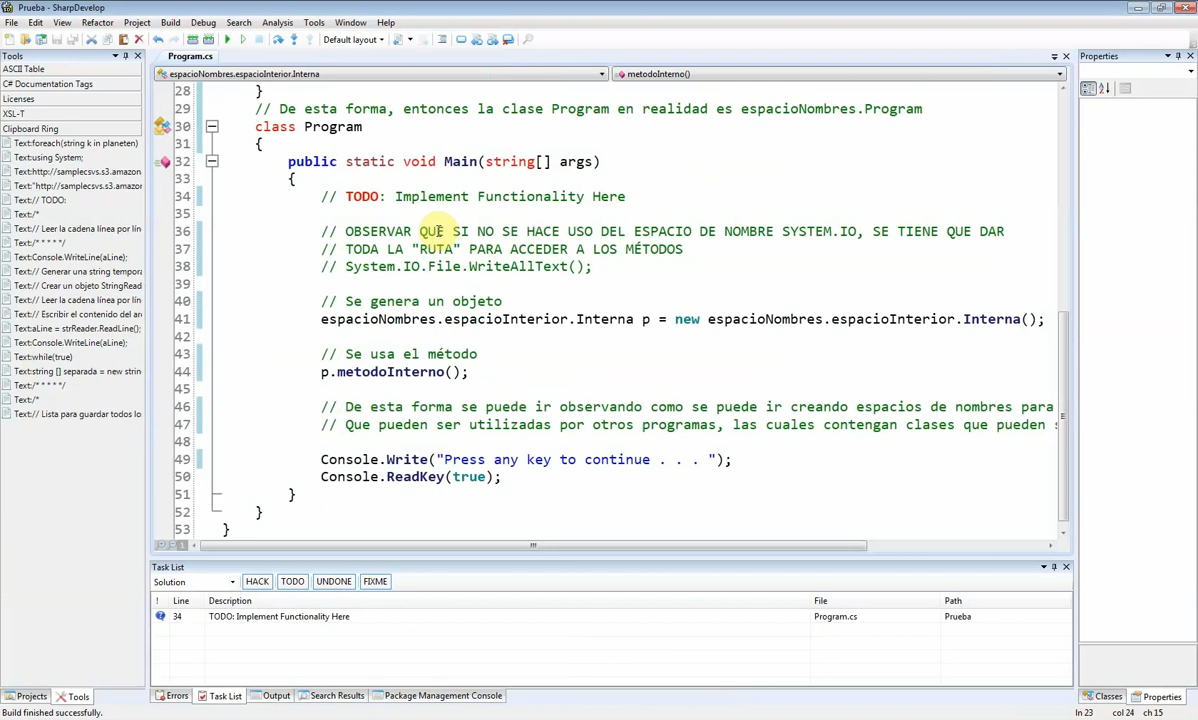 Prueba - SharpDevelop
File Edit View Refactor Project Build Debug Search Analysis Tools Window Help
Default layout
Tools
ASCII Table
C# Documentation Tags
Licenses
XSL-T
Clipboard Ring
Text:foreach(string k in planeten)
Text:using System;
Text:http://samplecsvs.s3.amazon
Text:"http://samplecsvs.s3.amazor
Text:// TODO:
Text:/*
Text:// Leer la cadena línea por lín
Text:/* * * * */
Text:Console.WriteLine(aLine);
Text:// Generar una string tempora
Text:// Crear un objeto StringRead
Text:// Leer la cadena línea por lín
Text:// Escribir el contenido del ar
Text:aLine = strReader.ReadLine();
Text:Console.WriteLine(aLine);
Text:while(true)
Text:string [] separada = new string
Text:/* * * * */
Text:/*
Text:// Lista para guardar todos lo
Projects Tools
Program.cs
espacioNombres.espacioInterior.Interna metodoInterno()
28 }
29 // De esta forma, entonces la clase Program en realidad es espacioNombres.Program
30 class Program
31 {
32 public static void Main(string[] args)
33 {
34 // TODO: Implement Functionality Here
35
36 // OBSERVAR QUE SI NO SE HACE USO DEL ESPACIO DE NOMBRE SYSTEM.IO, SE TIENE QUE DAR
37 // TODA LA "RUTA" PARA ACCEDER A LOS MÉTODOS
38 // System.IO.File.WriteAllText();
39
40 // Se genera un objeto
41 espacioNombres.espacioInterior.Interna p = new espacioNombres.espacioInterior.Interna();
42
43 // Se usa el método
44 p.metodoInterno();
45
46 // De esta forma se puede ir observando como se puede ir creando espacios de nombres para
47 // Que pueden ser utilizadas por otros programas, las cuales contengan clases que pueden s
48
49 Console.Write("Press any key to continue . . . ");
50 Console.ReadKey(true);
51 }
52 }
53 }
Task List
Solution HACK TODO UNDONE FIXME
! Line Description File Path
34 TODO: Implement Functionality Here Program.cs Prueba
Errors Task List Output Search Results Package Management Console
Properties
Classes Properties
Build finished successfully. ln 23 col 24 ch 15